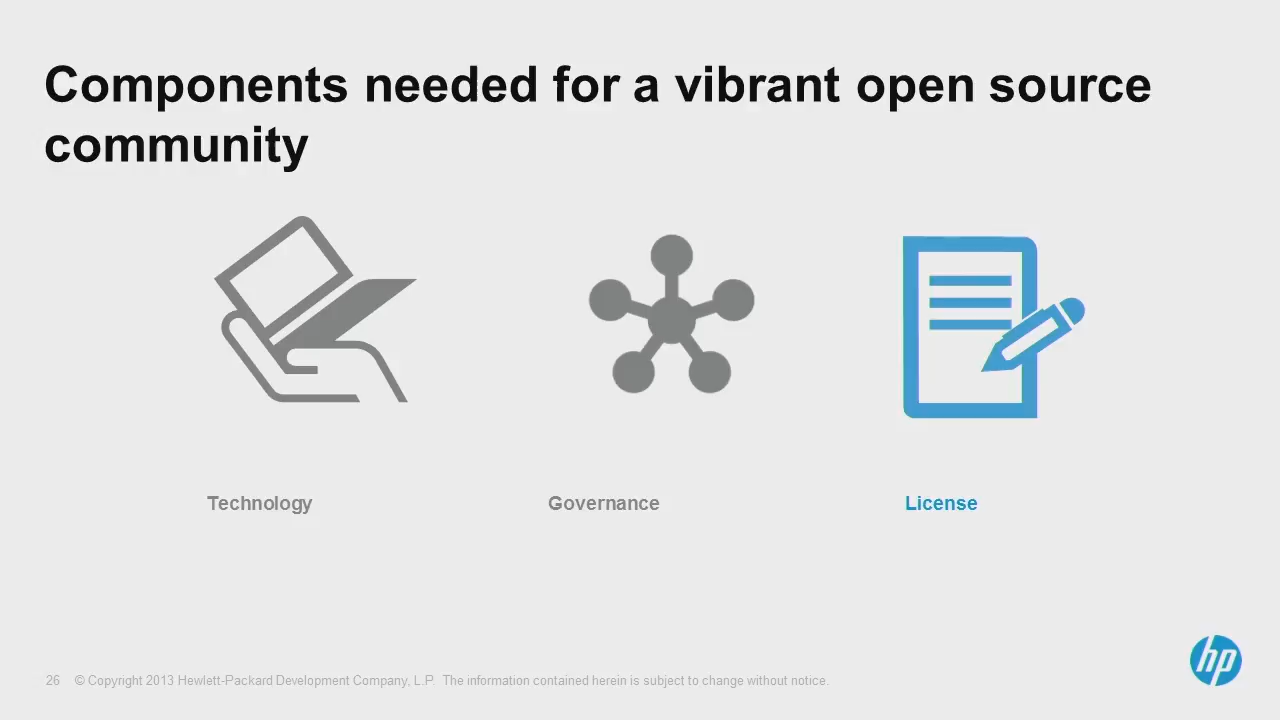 Components needed for a vibrant open source
community
Technology
Governance
License
26 © Copyright 2013 Hewlett-Packard Development Company, L.P. The information contained herein is subject to change without notice.
hp